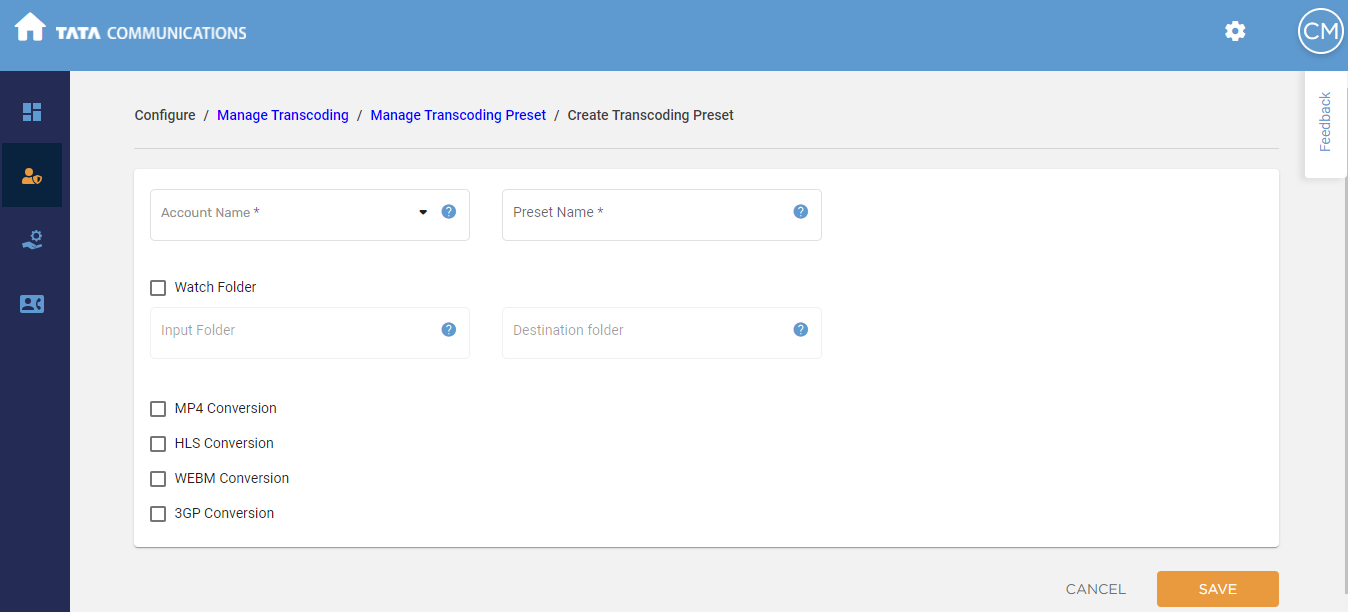 TATA COMMUNICATIONS
CM
Feedback
Configure / Manage Transcoding / Manage Transcoding Preset / Create Transcoding Preset
Account Name * ?
Preset Name * ?
Watch Folder
Input Folder ?
Destination folder ?
MP4 Conversion
HLS Conversion
WEBM Conversion
3GP Conversion
CANCEL
SAVE